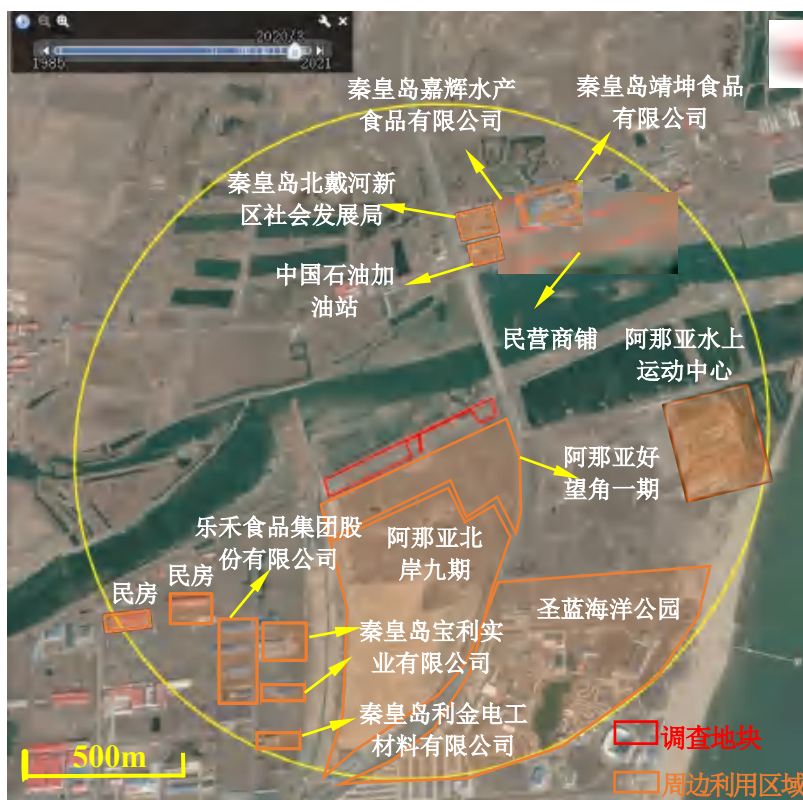 2020/3
1985
2021
秦皇岛嘉辉水产
食品有限公司
秦皇岛靖坤食品
有限公司
秦皇岛北戴河新
区社会发展局
中国石油加
油站
民营商铺
阿那亚水上
运动中心
阿那亚好
望角一期
乐禾食品集团股
份有限公司
阿那亚北
岸九期
民房
民房
圣蓝海洋公园
秦皇岛宝利实
业有限公司
秦皇岛利金电工
材料有限公司
500m
调查地块
周边利用区域